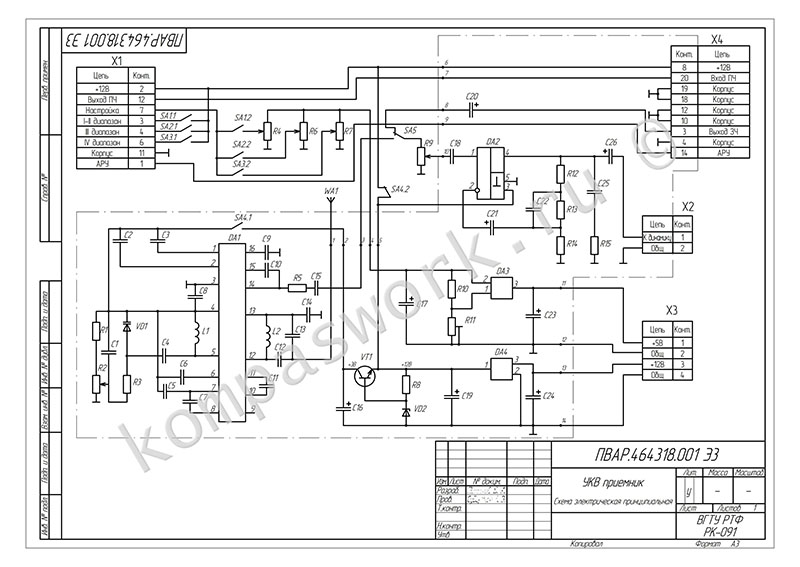 ПВАР.464318.001 ЭЗ
Перв. примен.
Справ. №
Подп. и дата
Инв. № дубл.
Взам. инв. №
Подп. и дата
Инв. № подл.
X1
Цепь Конт.
+12В 2
Выход ПЧ 12
Настройка 7
I-II диапазон 3
III диапазон 4
IV диапазон 6
Корпус 11
АРУ 1
SA1.1
SA2.1
SA3.1
SA1.2
SA2.2
SA3.2
R4
R6
R7
SA5
R9
C20
C18
DA2
C21
C22
R12
R13
R14
C25
R15
C26
X4
Конт. Цепь
8 +12В
20 Вход ПЧ
19 Корпус
18 Корпус
12 Корпус
10 Корпус
3 Выход ЗЧ
4 Корпус
14 АРУ
X2
Цепь Конт.
К динамику 1
Общ 2
X3
Цепь Конт.
+5В 1
Общ 2
+12В 3
Общ 4
WA1
SA4.1
SA4.2
DA1
C2
C3
C9
C10
C8
R5
C15
C14
L1
L2
C13
C12
C11
R1
VD1
C1
C4
C6
C5
C7
R2
R3
C16
VT1
R8
VD2
C17
R10
R11
DA3
C23
DA4
C19
C24
kompaswork.ru ©
ПВАР.464318.001 ЭЗ
УКВ приемник
Схема электрическая принципиальная
Изм Лист № докум. Подп. Дата
Разраб.
Пров.
Т.контр.
Н.контр.
Утв.
Лит. Масса Масштаб
у - -
Лист Листов 1
ВГТУ РТФ
РК-091
Копировал Формат А3